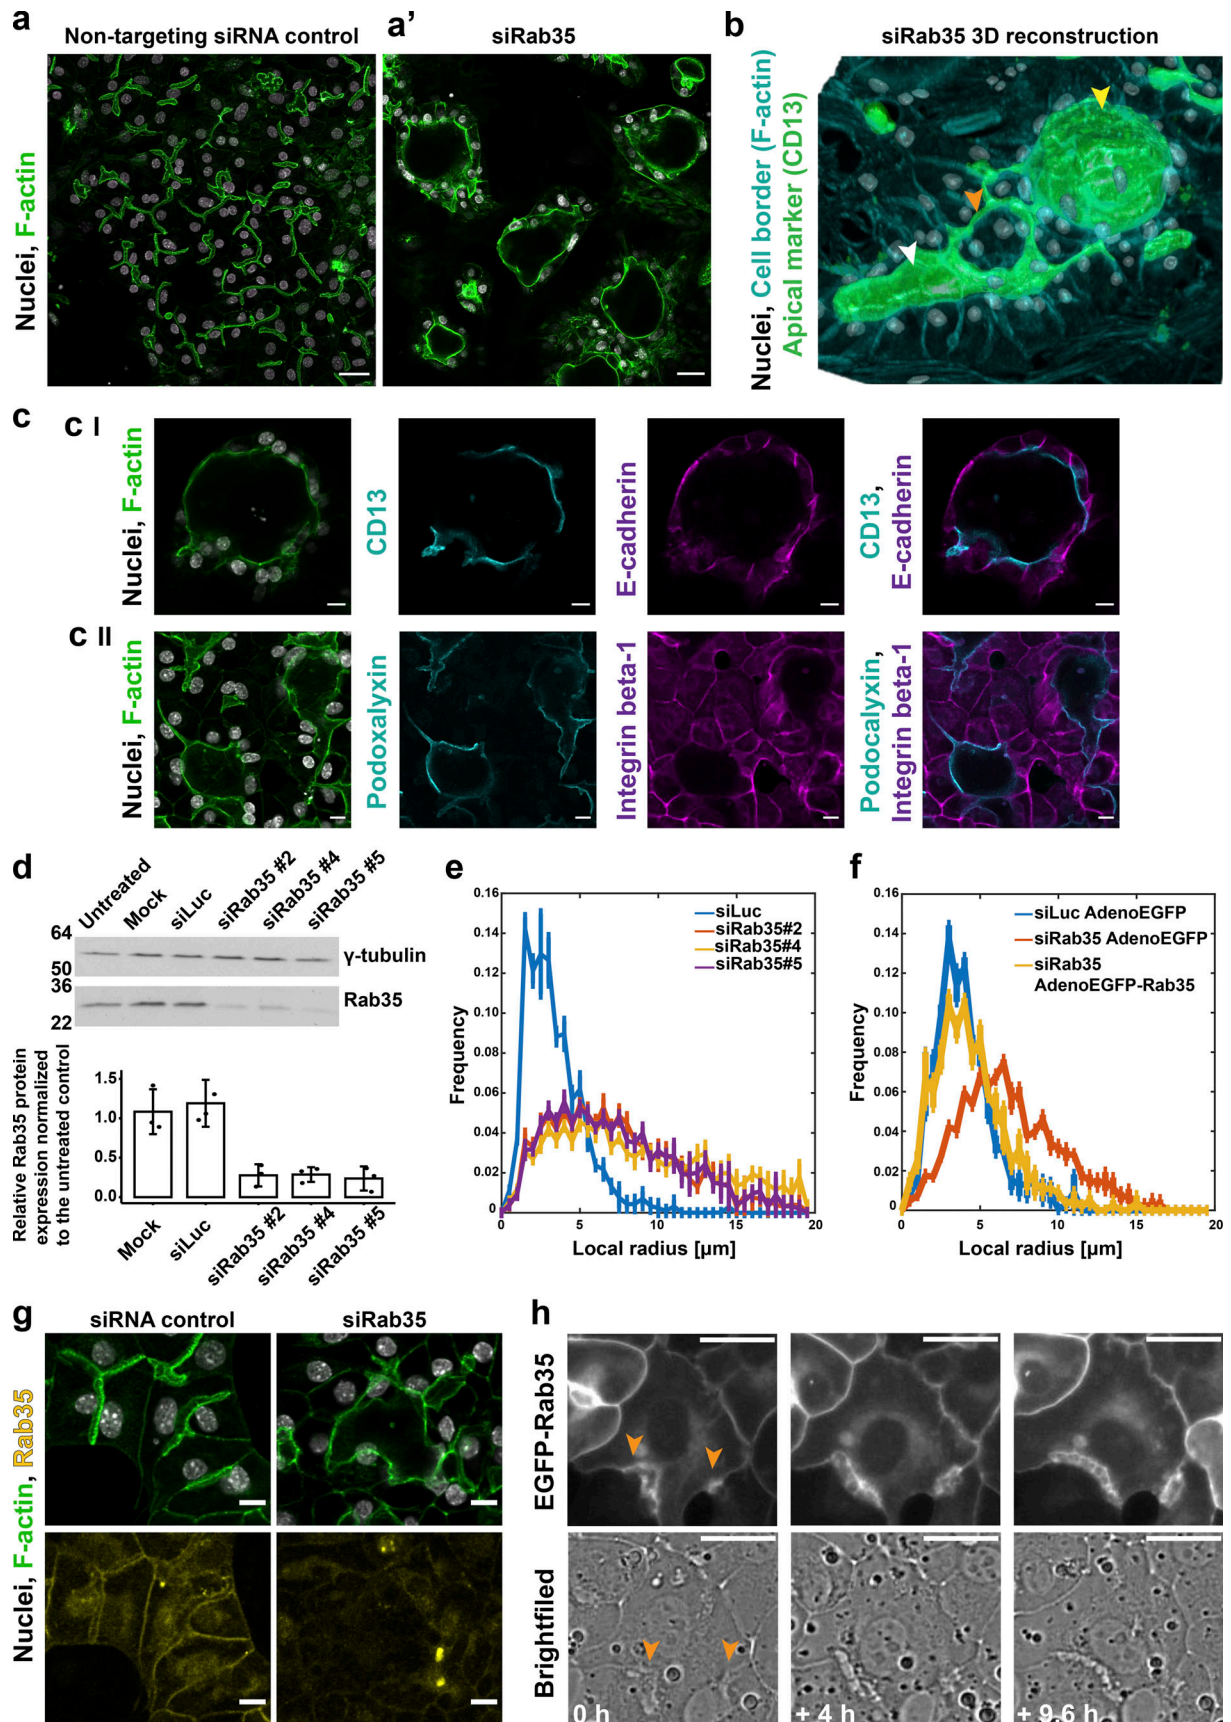 a
Non-targeting siRNA control
a'
siRab35
b
siRab35 3D reconstruction
Nuclei, F-actin
Nuclei, Cell border (F-actin)
Apical marker (CD13)
c
c I
Nuclei, F-actin
CD13
E-cadherin
CD13,
E-cadherin
c II
Nuclei, F-actin
Podoxalyxin
Integrin beta-1
Podocalyxin,
Integrin beta-1
d
Untreated
Mock
siLuc
siRab35 #2
siRab35 #4
siRab35 #5
64
50
γ-tubulin
36
22
Rab35
Relative Rab35 protein
expression normalized
to the untreated control
1.5
1.0
0.5
0.0
Mock
siLuc
siRab35 #2
siRab35 #4
siRab35 #5
e
Frequency
0.16
0.14
0.12
0.10
0.08
0.06
0.04
0.02
0
0 5 10 15 20
Local radius [µm]
siLuc
siRab35#2
siRab35#4
siRab35#5
f
Frequency
0.16
0.14
0.12
0.10
0.08
0.06
0.04
0.02
0
0 5 10 15 20
Local radius [µm]
siLuc AdenoEGFP
siRab35 AdenoEGFP
siRab35
AdenoEGFP-Rab35
g
siRNA control
siRab35
Nuclei, F-actin, Rab35
h
EGFP-Rab35
Brightfiled
0 h
+ 4 h
+ 9.6 h